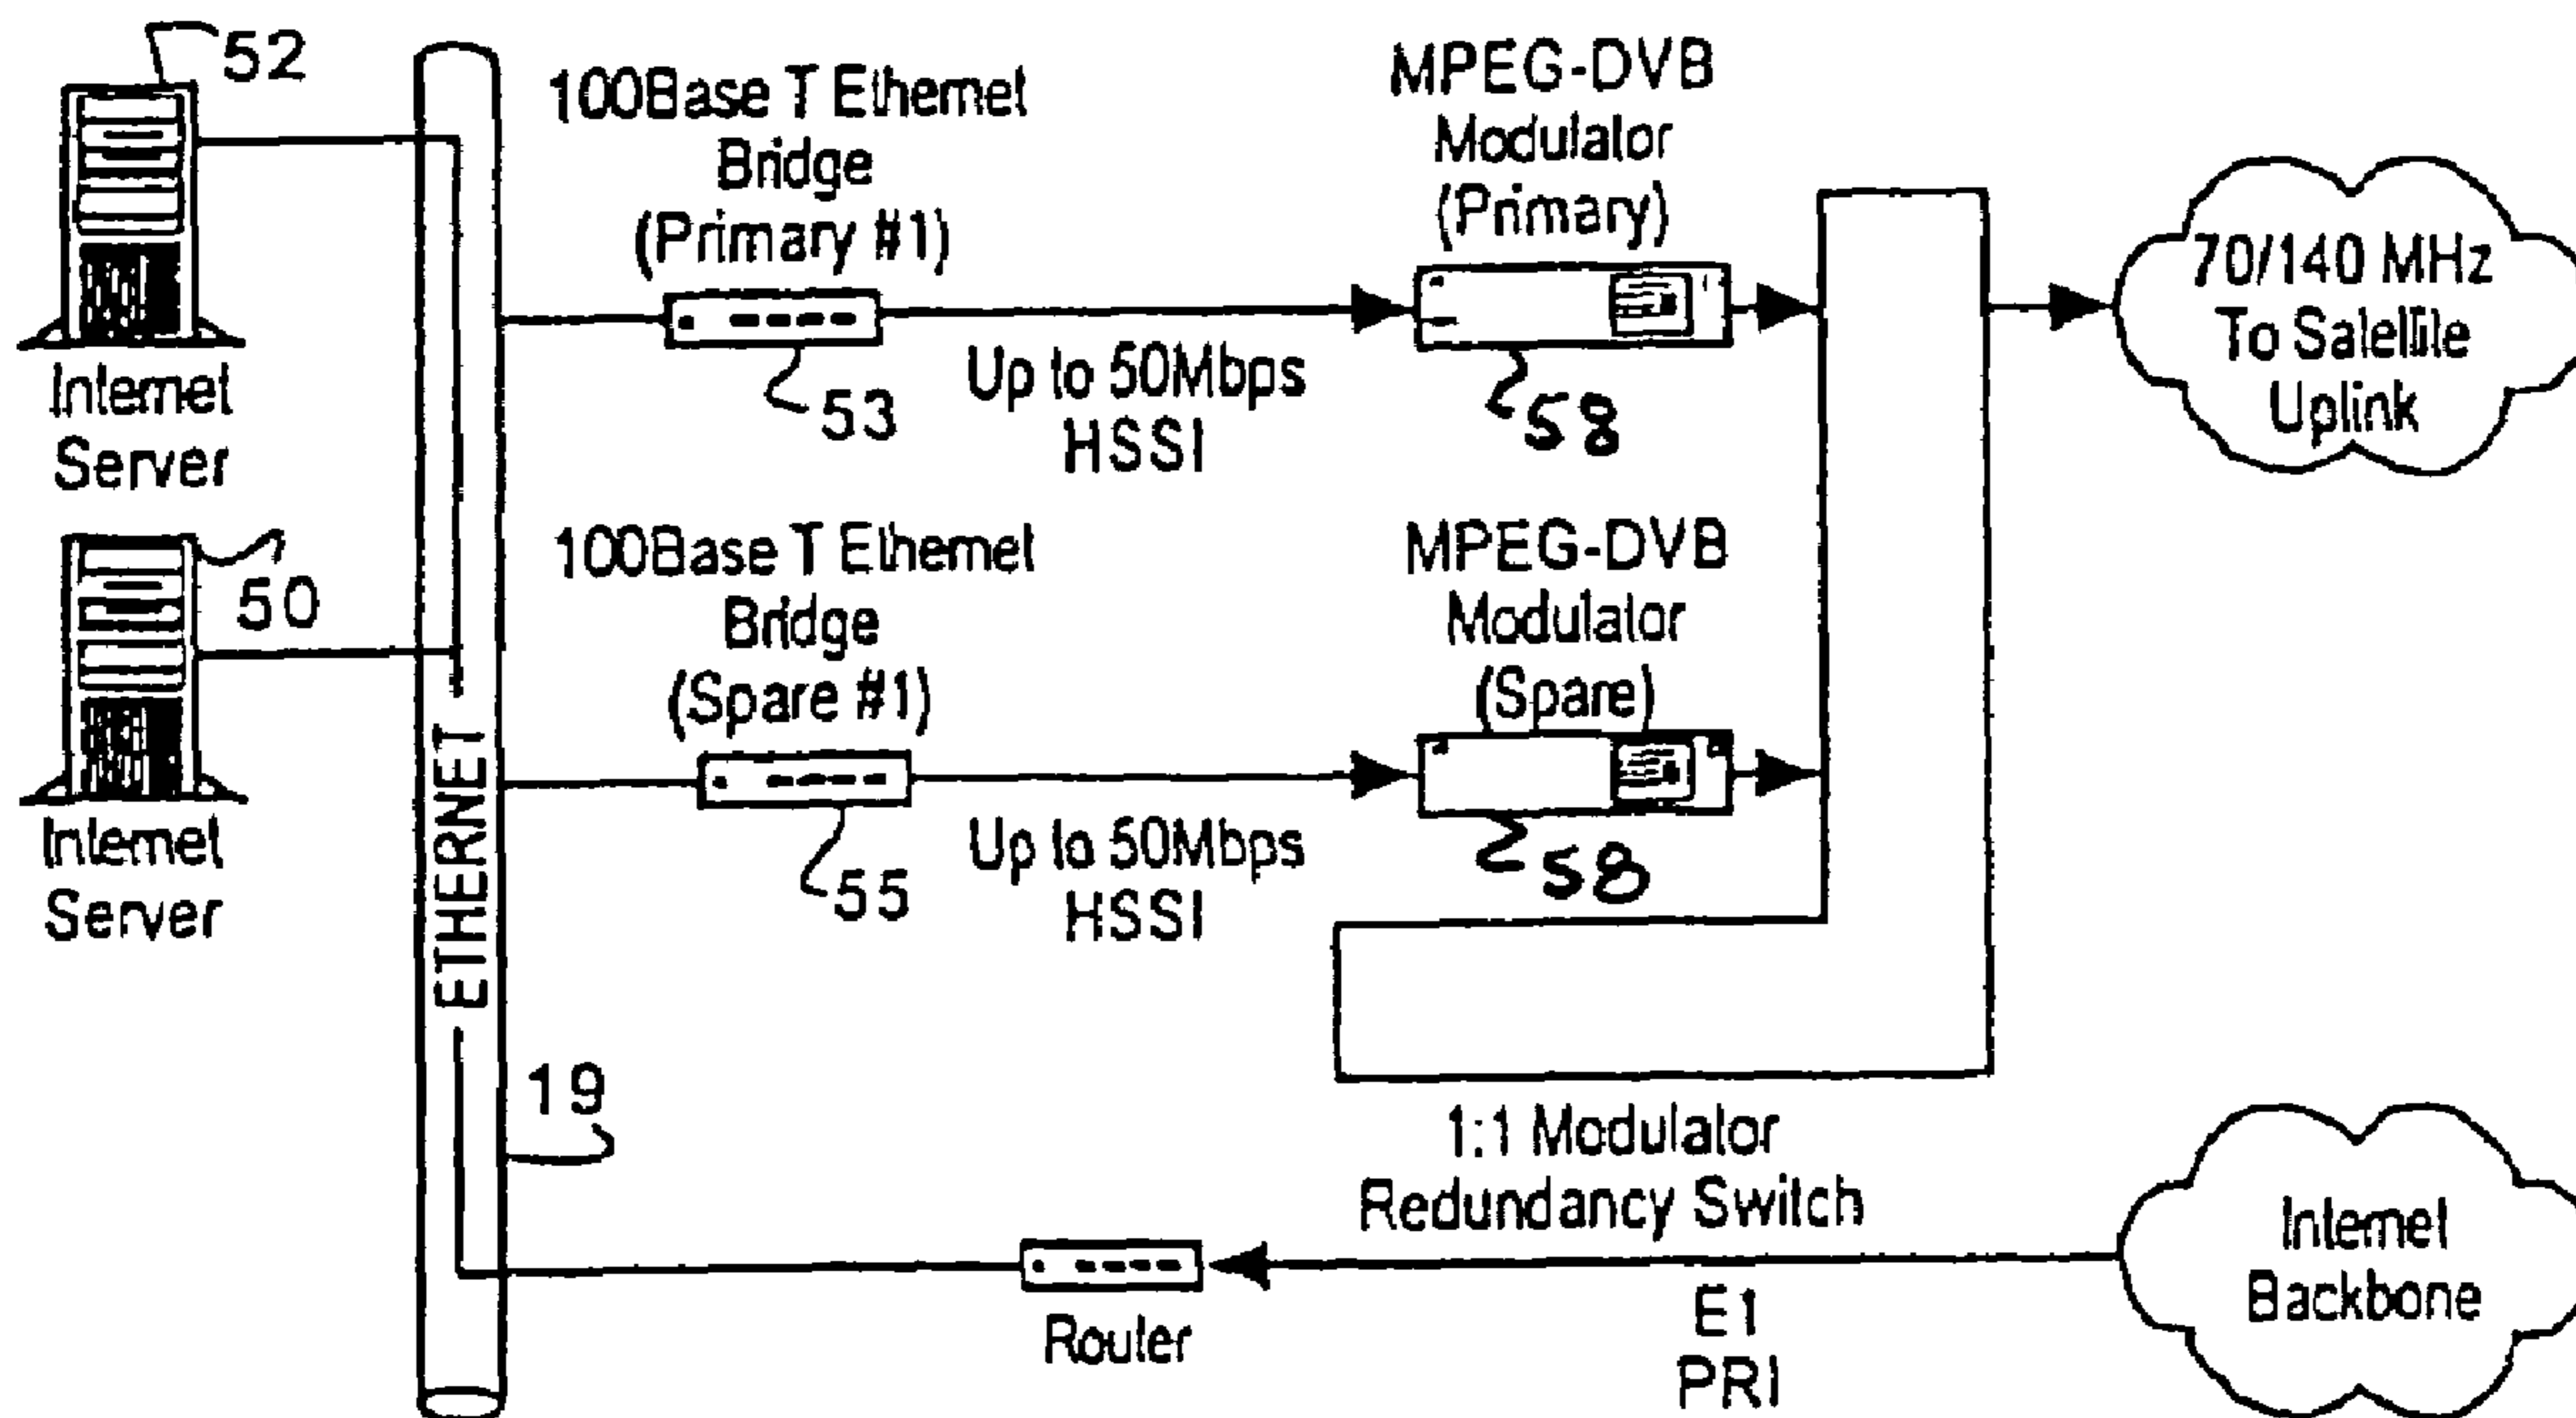 52
Internet
Server
50
Internet
Server
ETHERNET
19
100Base T Ethernet
Bridge
(Primary #1)
53
Up to 50Mbps
HSSI
MPEG-DVB
Modulator
(Primary)
58
70/140 MHz
To Satellite
Uplink
100Base T Ethernet
Bridge
(Spare #1)
55
Up to 50Mbps
HSSI
MPEG-DVB
Modulator
(Spare)
58
1:1 Modulator
Redundancy Switch
Router
E1
PRI
Internet
Backbone